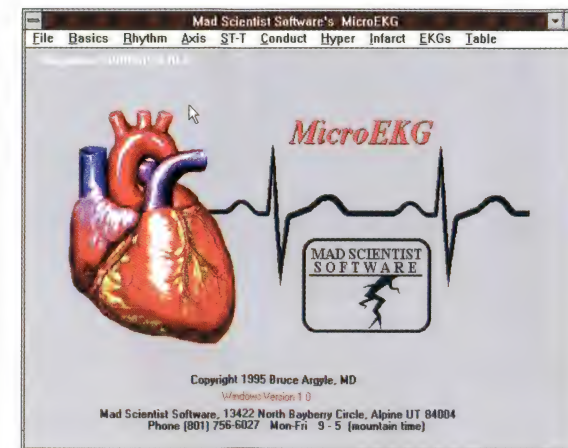 Mad Scientist Software's MicroEKG
File Basics Rhythm Axis ST-T Conduct Hyper Infarct EKGs Table
MicroEKG
MAD SCIENTIST
SOFTWARE
Copyright 1995 Bruce Argyle, MD
Windows Version 1.0
Mad Scientist Software, 13422 North Bayberry Circle, Alpine UT 84004
Phone (801) 756-6027 Mon-Fri 9 - 5 (mountain time)